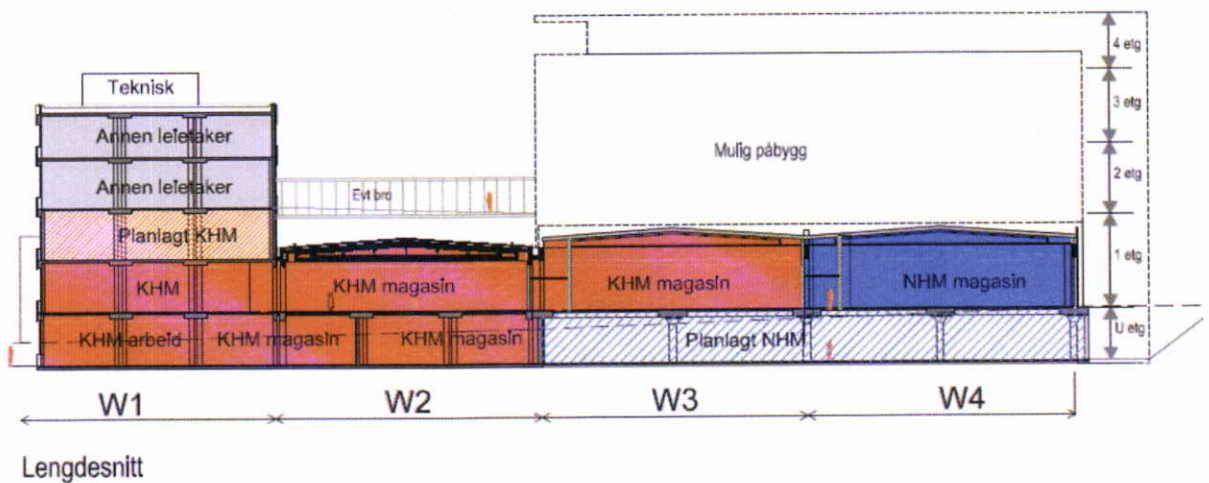 4 etg
Teknisk
3 etg
Annen leietaker
Mulig påbygg
Annen leietaker
2 etg
Evt bro
Planlagt KHM
1 etg
KHM
KHM magasin
KHM magasin
NHM magasin
KHM arbeid
KHM magasin
KHM magasin
Planlagt NHM
U etg
W1
W2
W3
W4
Lengdesnitt